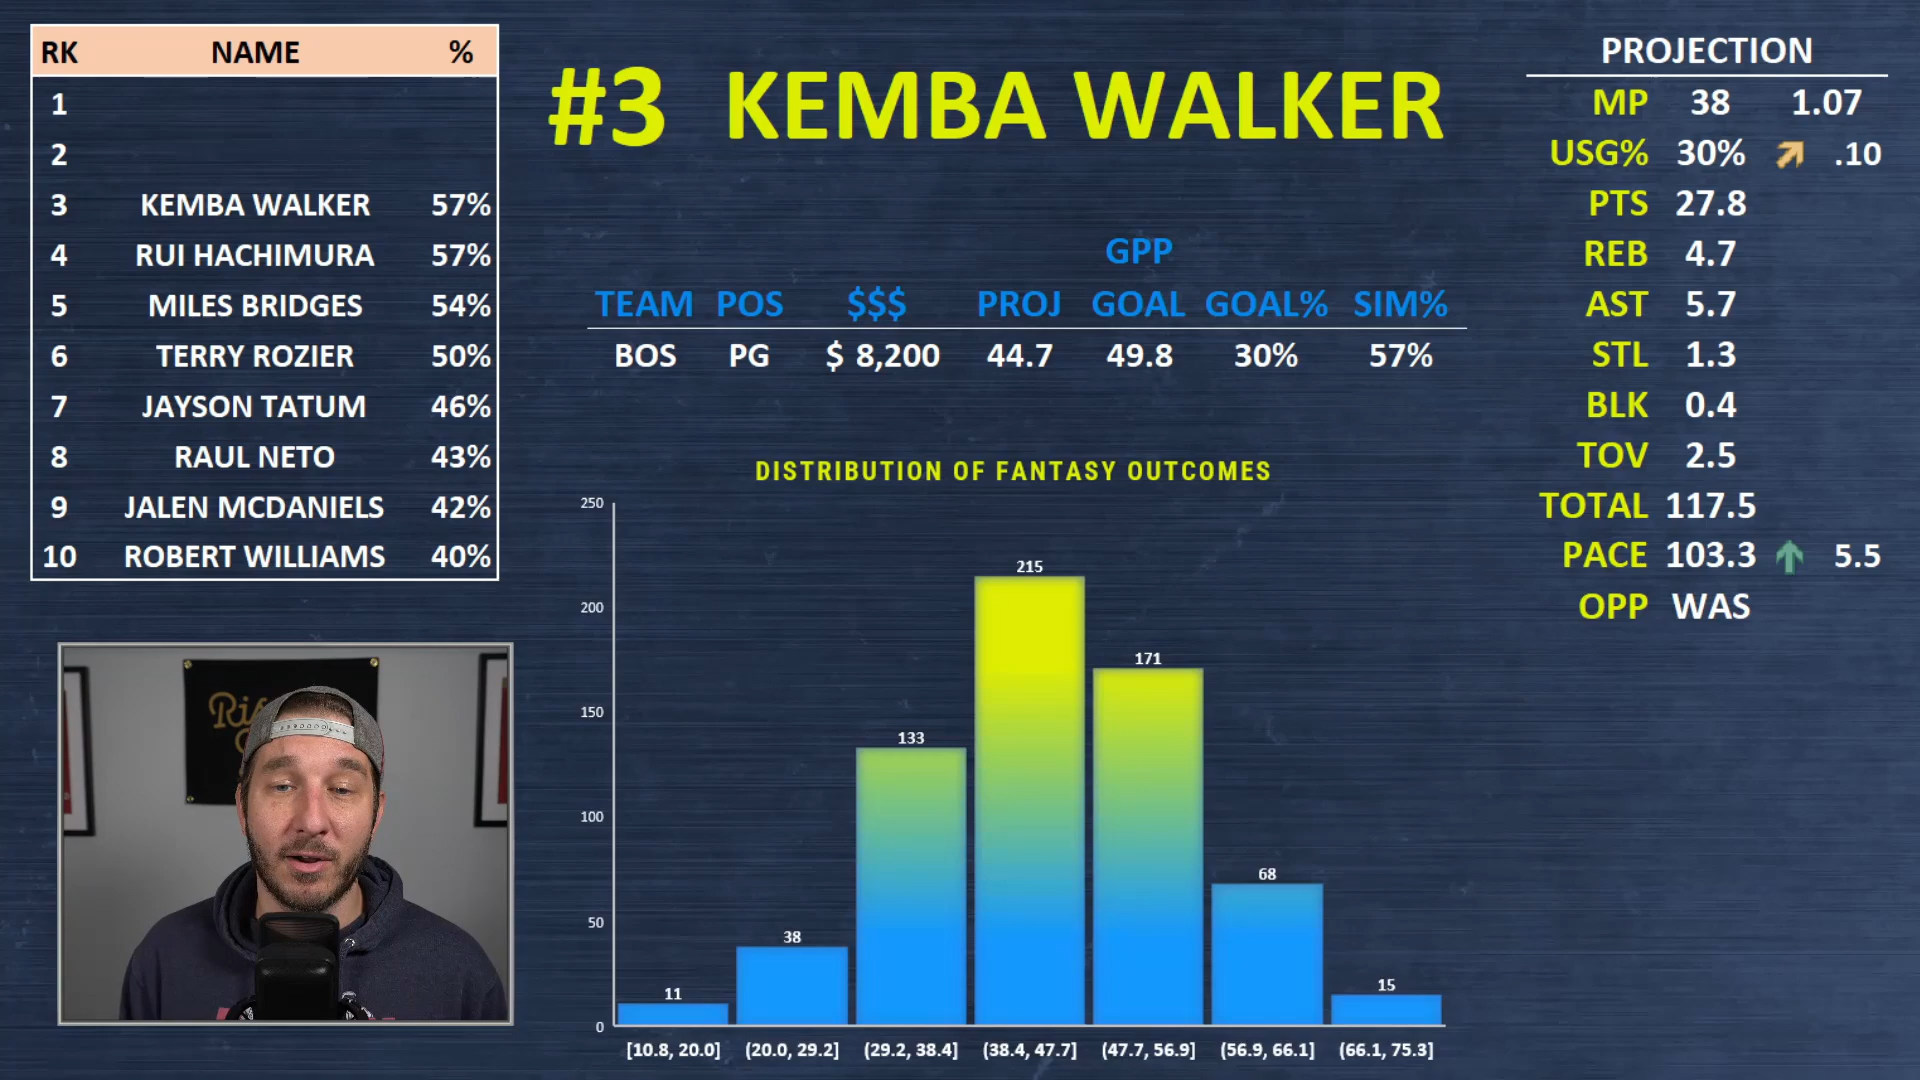 RK NAME %
1
2
3 KEMBA WALKER 57%
4 RUI HACHIMURA 57%
5 MILES BRIDGES 54%
6 TERRY ROZIER 50%
7 JAYSON TATUM 46%
8 RAUL NETO 43%
9 JALEN MCDANIELS 42%
10 ROBERT WILLIAMS 40%
#3 KEMBA WALKER
GPP
TEAM POS $$$ PROJ GOAL GOAL% SIM%
BOS PG $ 8,200 44.7 49.8 30% 57%
PROJECTION
MP 38 1.07
USG% 30% .10
PTS 27.8
REB 4.7
AST 5.7
STL 1.3
BLK 0.4
TOV 2.5
TOTAL 117.5
PACE 103.3 5.5
OPP WAS
DISTRIBUTION OF FANTASY OUTCOMES
250
200
150
100
50
0
11 38 133 215 171 68 15
[10.8, 20.0] (20.0, 29.2] (29.2, 38.4] (38.4, 47.7] (47.7, 56.9] (56.9, 66.1] (66.1, 75.3]